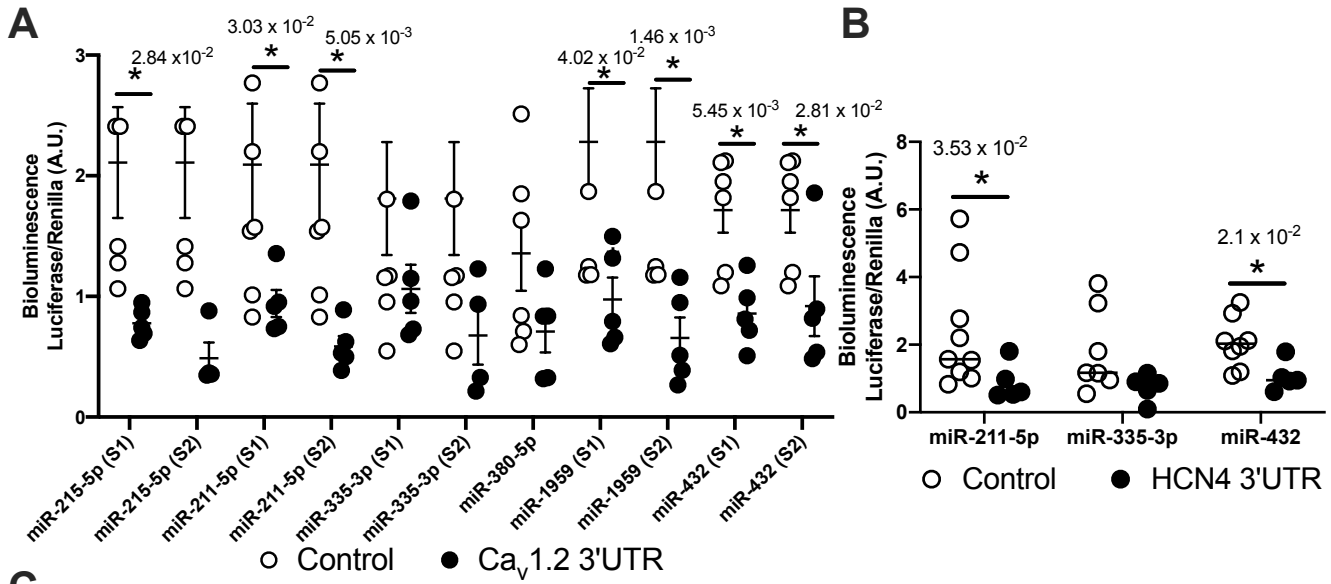 A
B
3.03 x 10-2
2.84 x10-2
5.05 x 10-3
1.46 x 10-3
4.02 x 10-2
5.45 x 10-3
2.81 x 10-2
* * * * * * *
Bioluminescence
Luciferase/Renilla (A.U.)
3
2
1
0
miR-215-5p (S1)
miR-215-5p (S2)
miR-211-5p (S1)
miR-211-5p (S2)
miR-335-3p (S1)
miR-335-3p (S2)
miR-380-5p
miR-1959 (S1)
miR-1959 (S2)
miR-432 (S1)
miR-432 (S2)
Control Cav1.2 3'UTR
Bioluminescence
Luciferase/Renilla (A.U.)
8
6
4
2
0
3.53 x 10-2
*
2.1 x 10-2
*
miR-211-5p miR-335-3p miR-432
Control HCN4 3'UTR